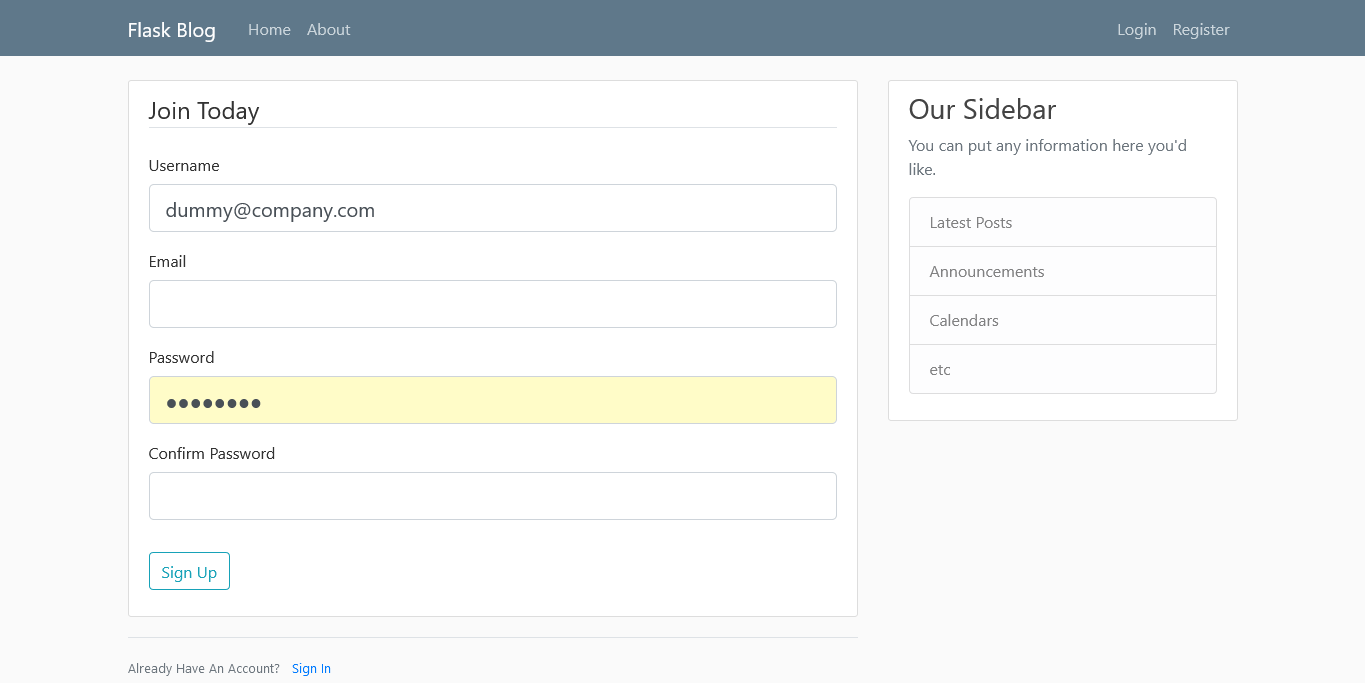 Flask Blog Home About Login Register
Join Today
Username
dummy@company.com
Email
Password
●●●●●●●●
Confirm Password
Sign Up
Already Have An Account? Sign In
Our Sidebar
You can put any information here you'd
like.
Latest Posts
Announcements
Calendars
etc